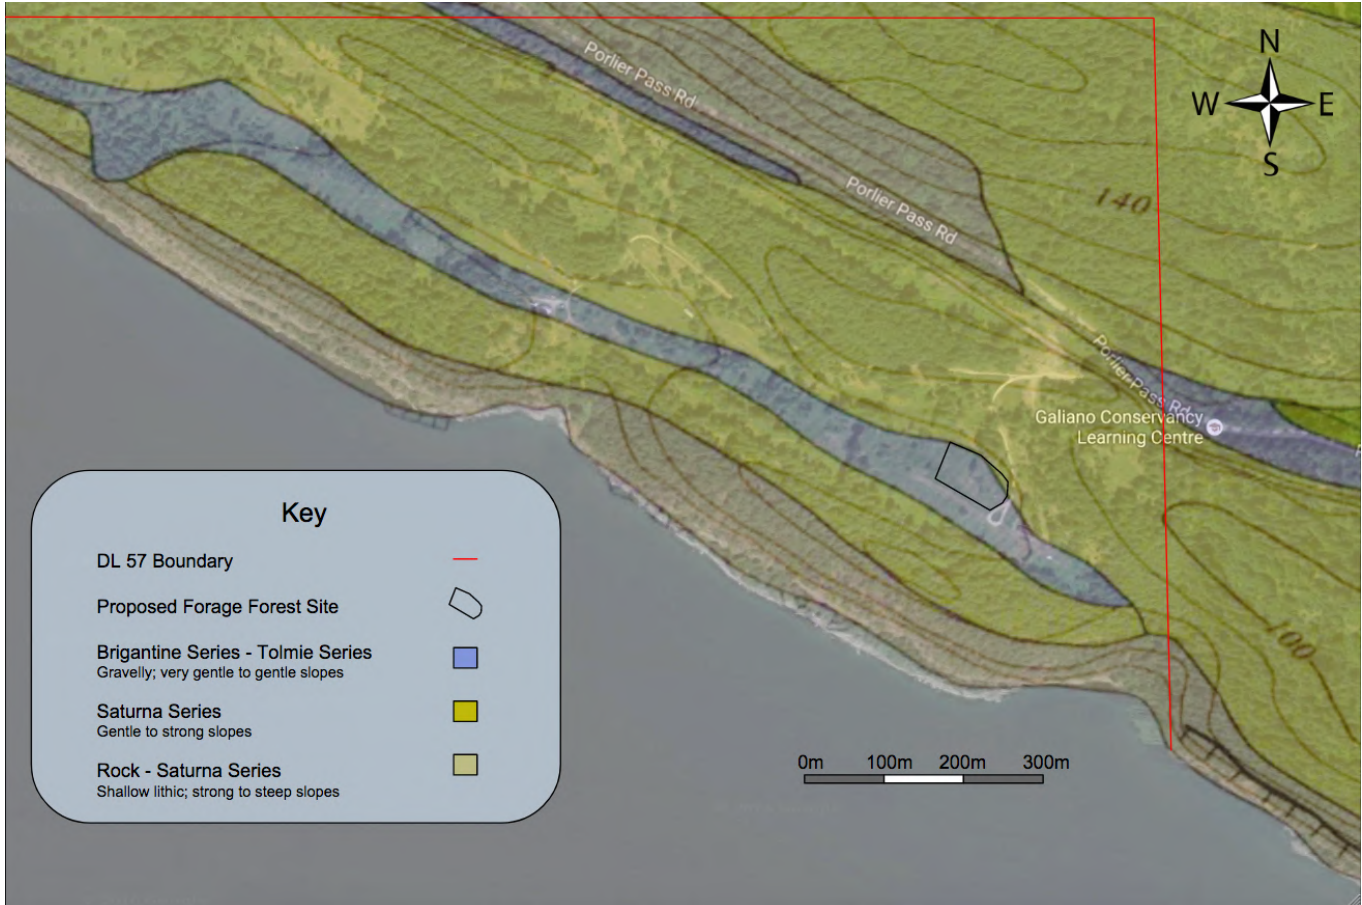 Porlier Pass Rd
N
W E
S
Porlier Pass Rd
140
Porlier Pass Rd
Galiano Conservancy
Learning Centre
100
Key
DL 57 Boundary
Proposed Forage Forest Site
Brigantine Series - Tolmie Series
Gravelly; very gentle to gentle slopes
Saturna Series
Gentle to strong slopes
Rock - Saturna Series
Shallow lithic; strong to steep slopes
0m 100m 200m 300m